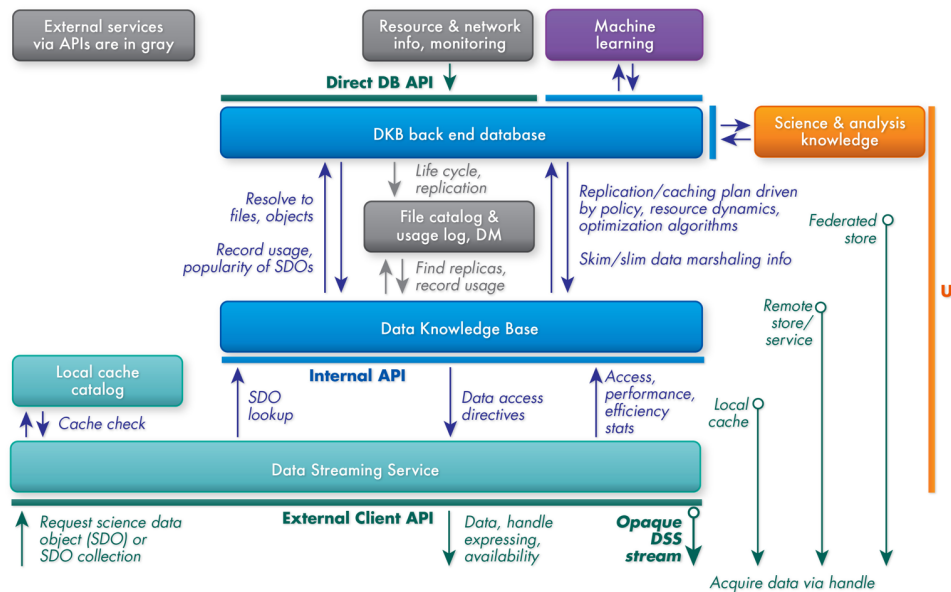 External services
via APIs are in gray
Resource & network
info, monitoring
Machine
learning
Direct DB API
DKB back end database
Science & analysis
knowledge
Life cycle,
replication
Resolve to
files, objects
Record usage,
popularity of SDOs
File catalog &
usage log, DM
Find replicas,
record usage
Replication/caching plan driven
by policy, resource dynamics,
optimization algorithms
Skim/slim data marshaling info
Federated
store
U
Remote
store/
service
Data Knowledge Base
Internal API
Local cache
catalog
Cache check
SDO
lookup
Data access
directives
Access,
performance,
efficiency
stats
Local
cache
Data Streaming Service
External Client API
Request science data
object (SDO) or
SDO collection
Data, handle
expressing,
availability
Opaque
DSS
stream
Acquire data via handle